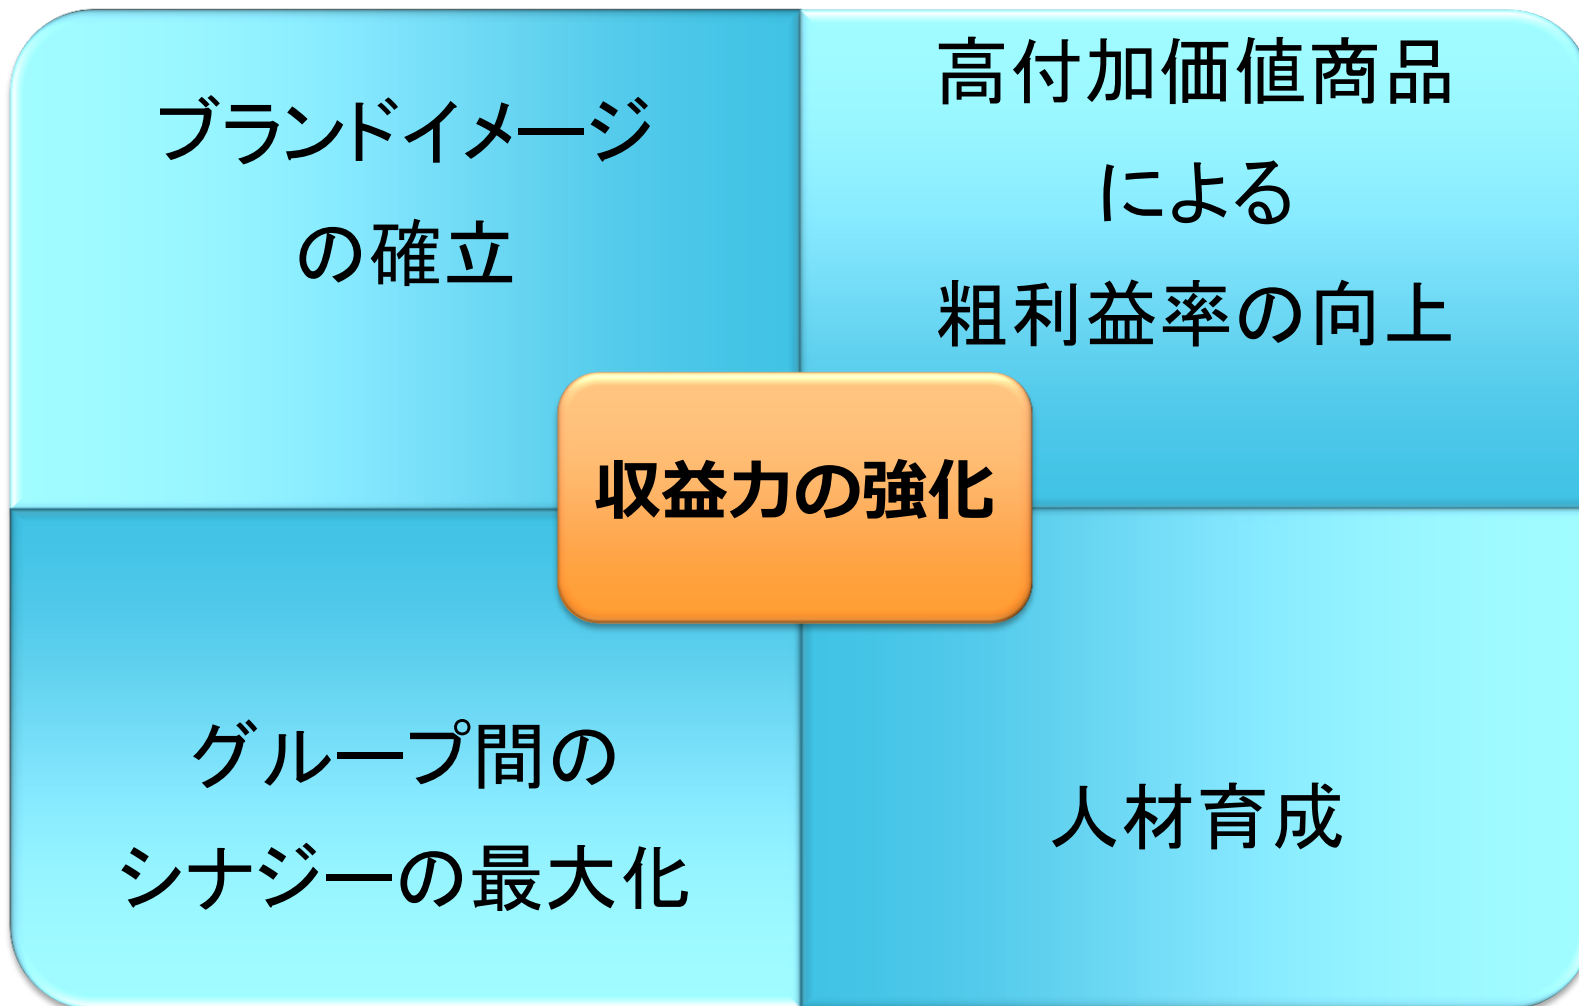 ブランドイメージ
の確立
高付加価値商品
による
粗利益率の向上
収益力の強化
グループ間の
シナジーの最大化
人材育成